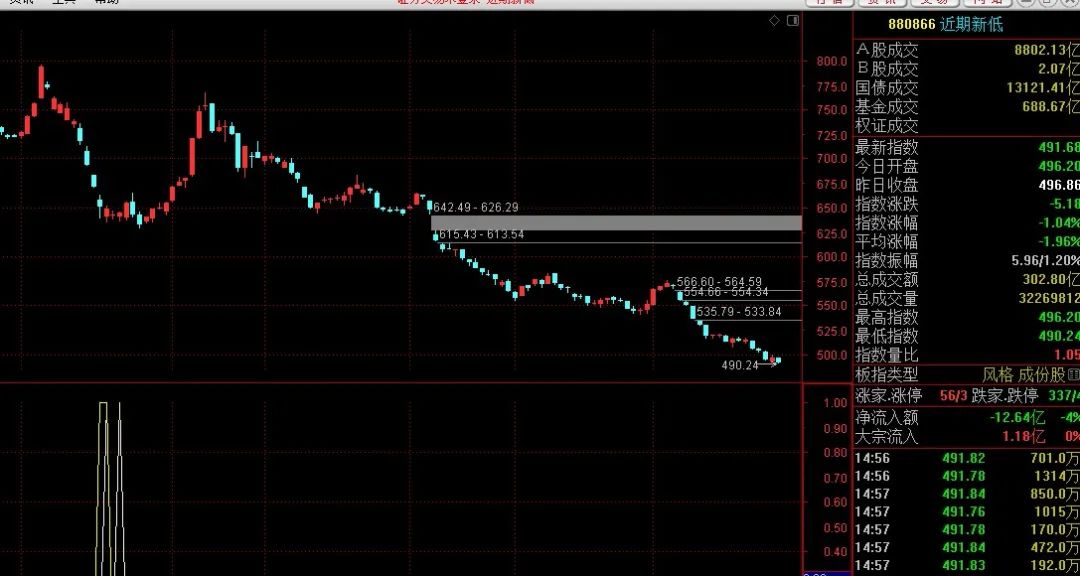 880866 近期新低
A股成交 8802.13亿
B股成交 2.07亿
国债成交 13121.41亿
基金成交 688.67亿
权证成交
最新指数 491.68
今日开盘 496.20
昨日收盘 496.86
指数涨跌 -5.18
指数涨幅 -1.04%
平均涨幅 -1.96%
指数振幅 5.96/1.20%
总成交额 302.80亿
总成交量 32269812
最高指数 496.20
最低指数 490.24
指数量比 1.05
板指类型 风格 成份股
涨家.涨停 56/3 跌家.跌停 337/4
净流入额 -12.64亿 -4%
大宗流入 1.18亿 0%
14:56 491.82 701.0万
14:56 491.78 1314万
14:57 491.84 850.0万
14:57 491.76 1015万
14:57 491.78 170.0万
14:57 491.84 472.0万
14:57 491.83 192.0万
800.0
775.0
750.0
725.0
700.0
675.0
650.0
625.0
600.0
575.0
550.0
525.0
500.0
642.49 - 626.29
615.43 - 613.54
566.60 - 564.59
554.66 - 554.34
535.79 - 533.84
490.24
1.00
0.90
0.80
0.70
0.60
0.50
0.40